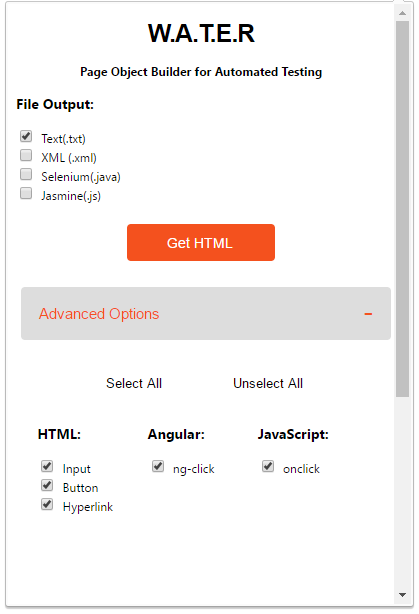 W.A.T.E.R
Page Object Builder for Automated Testing
File Output:
Text(.txt)
XML (.xml)
Selenium(.java)
Jasmine(.js)
Get HTML
Advanced Options −
Select All Unselect All
HTML: Angular: JavaScript:
Input ng-click onclick
Button
Hyperlink